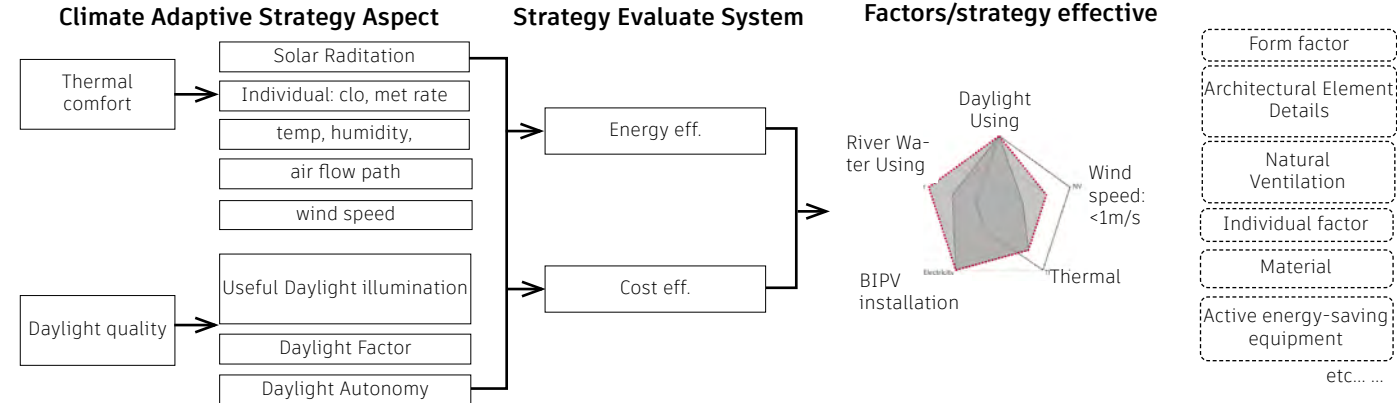 Climate Adaptive Strategy Aspect
Strategy Evaluate System
Factors/strategy effective
Thermal
comfort
Solar Raditation
Individual: clo, met rate
temp, humidity,
air flow path
wind speed
Daylight quality
Useful Daylight illumination
Daylight Factor
Daylight Autonomy
Energy eff.
Cost eff.
Daylight
Using
River Wa-
ter Using
Wind
speed:
<1m/s
NV
Thermal
Electricity
BIPV
installation
Form factor
Architectural Element
Details
Natural
Ventilation
Individual factor
Material
Active energy-saving
equipment
etc... ...